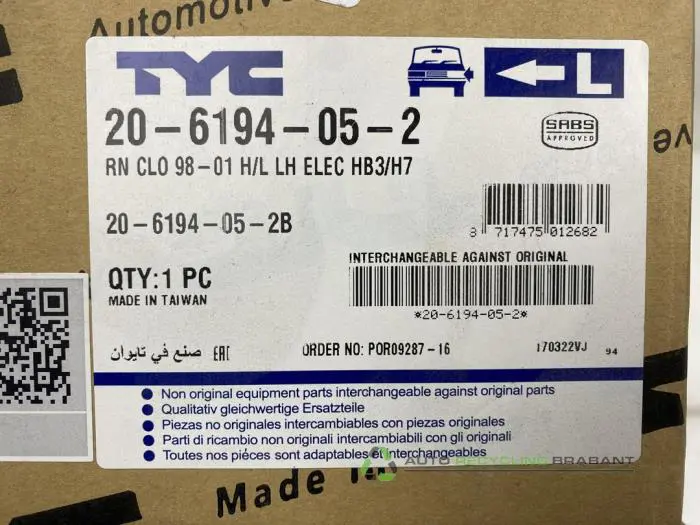 Automotive
TYC
L
20-6194-05-2
SABS
APPROVED
RN CLO 98-01 H/L LH ELEC HB3/H7
20-6194-05-2B
8 717475 012682
INTERCHANGEABLE AGAINST ORIGINAL
QTY:1 PC
MADE IN TAIWAN
*20-6194-05-2*
صنع في تايوان EAC
ORDER NO: POR09287-16
170322VJ 94
Non original equipment parts interchangeable against original parts
Qualitativ gleichwertige Ersatzteile
Piezas no originales intercambiables con piezas originales
Parti di ricambio non originali intercambiabili con gli originali
Toutes nos pièces sont adaptables et interchangeables
AUTO RECYCLING BRABANT
Made